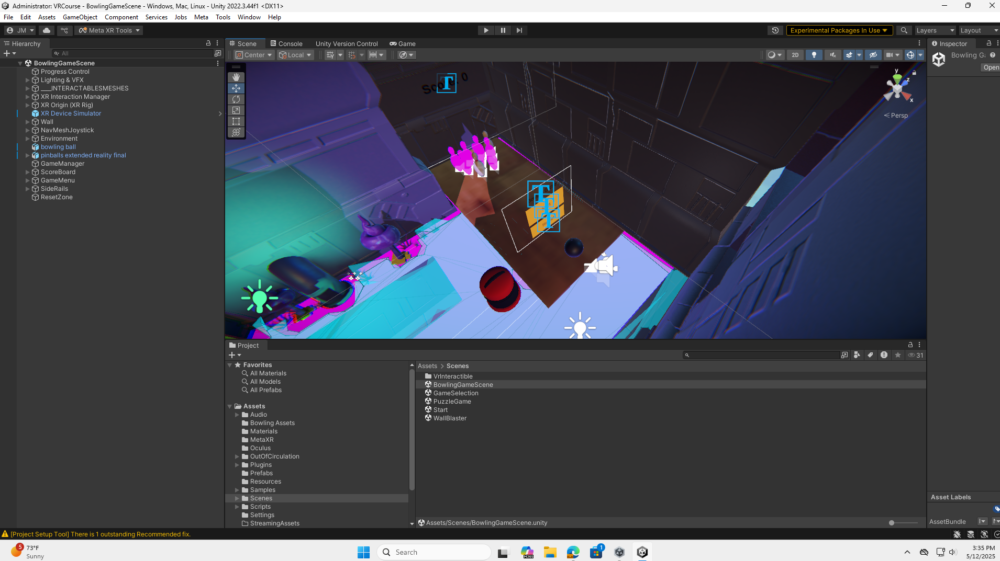 Administrator: VRCourse - BowlingGameScene - Windows, Mac, Linux - Unity 2022.3.44f1 <DX11>
File Edit Assets GameObject Component Services Jobs Meta Tools Window Help
JM Meta XR Tools Experimental Packages In Use Layers Layout
Hierarchy
All
BowlingGameScene
Progress Control
Lighting & VFX
___INTERACTABLESMESHES
XR Interaction Manager
XR Origin (XR Rig)
XR Device Simulator
Wall
NavMeshJoystick
Environment
bowling ball
pinballs extended reality final
GameManager
ScoreBoard
GameMenu
SideRails
ResetZone
Scene Console Unity Version Control Game
Center Local 2D
Score: 0
y
z
x
Persp
Inspector
Bowling G
Open
Project
31
Favorites
All Materials
All Models
All Prefabs
Assets
Audio
Bowling Assets
Materials
MetaXR
Oculus
OutOfCirculation
Plugins
Prefabs
Resources
Samples
Scenes
Scripts
Settings
StreamingAssets
Assets > Scenes
VrInteractible
BowlingGameScene
GameSelection
PuzzleGame
Start
WallBlaster
Assets/Scenes/BowlingGameScene.unity
Asset Labels
AssetBundle
[Project Setup Tool] There is 1 outstanding Recommended fix.
5
73°F
Sunny
Search
M365
1
3:35 PM
5/12/2025